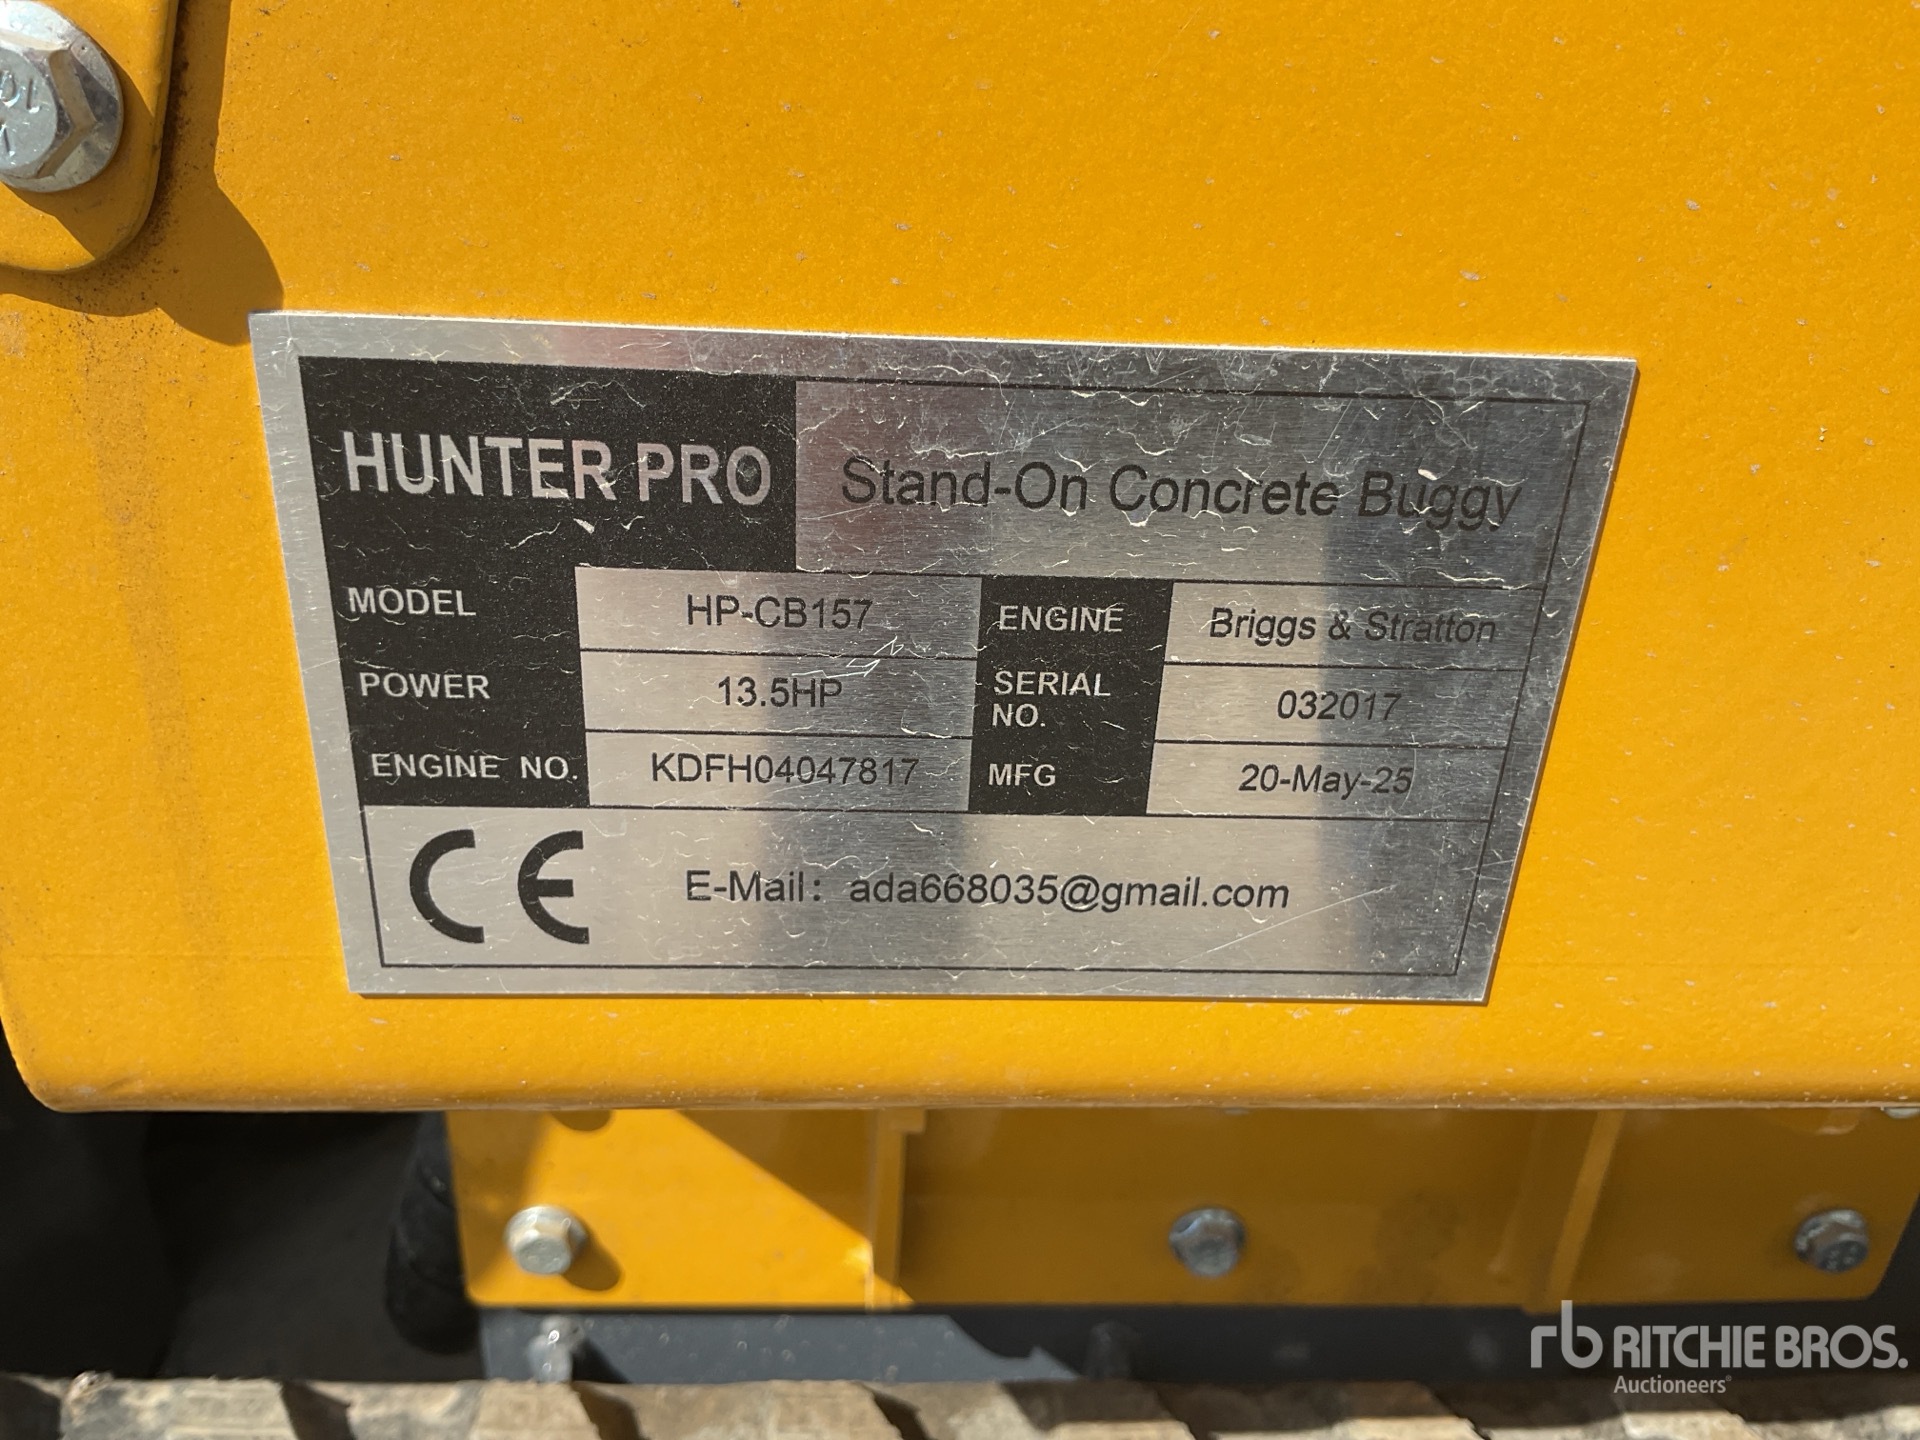 HUNTER PRO Stand-On Concrete Buggy
MODEL HP-CB157 ENGINE Briggs & Stratton
POWER 13.5HP SERIAL NO. 032017
ENGINE NO. KDFH04047817 MFG 20-May-25
CE E-Mail: ada668035@gmail.com
rb RITCHIE BROS.
Auctioneers®